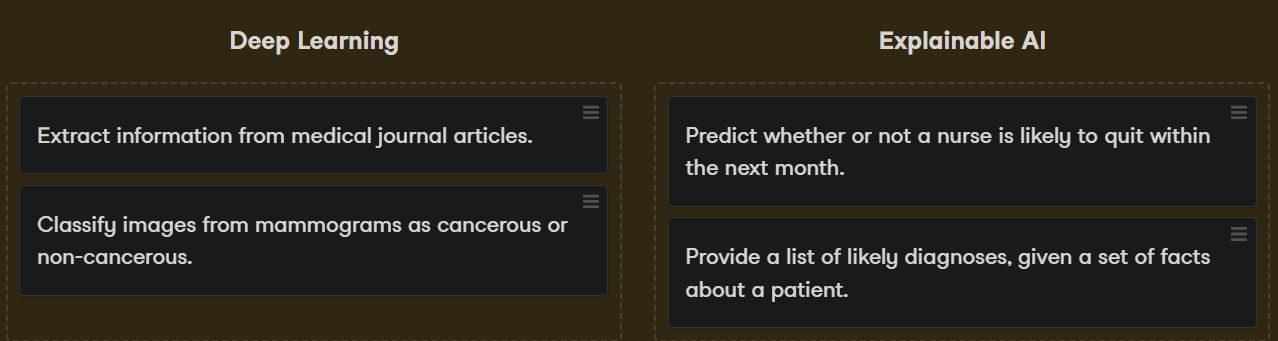 Deep Learning
Extract information from medical journal articles.
Classify images from mammograms as cancerous or
non-cancerous.
Explainable AI
Predict whether or not a nurse is likely to quit within
the next month.
Provide a list of likely diagnoses, given a set of facts
about a patient.